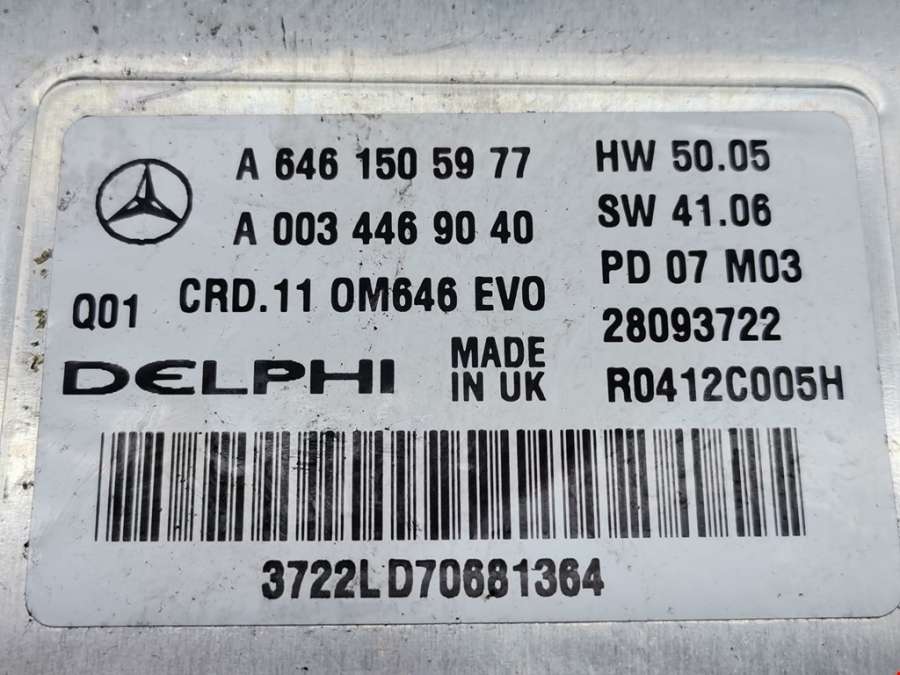 A 646 150 59 77
A 003 446 90 40
Q01 CRD.11 OM646 EVO
DELPHI
MADE
IN UK
HW 50.05
SW 41.06
PD 07 M03
28093722
R0412C005H
3722LD70681364